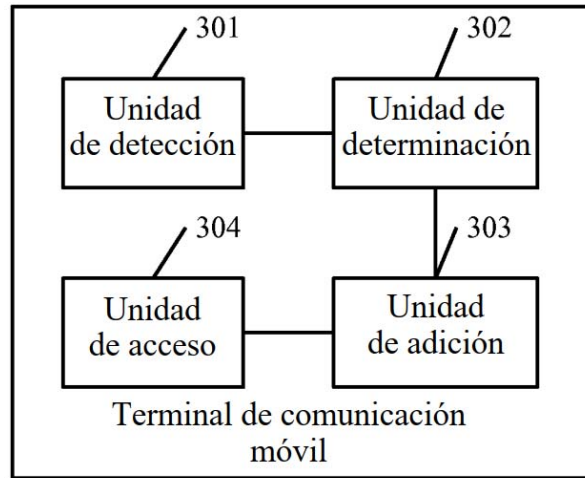 301
302
Unidad
de detección
Unidad de
determinación
304
303
Unidad
de acceso
Unidad
de adición
Terminal de comunicación
móvil